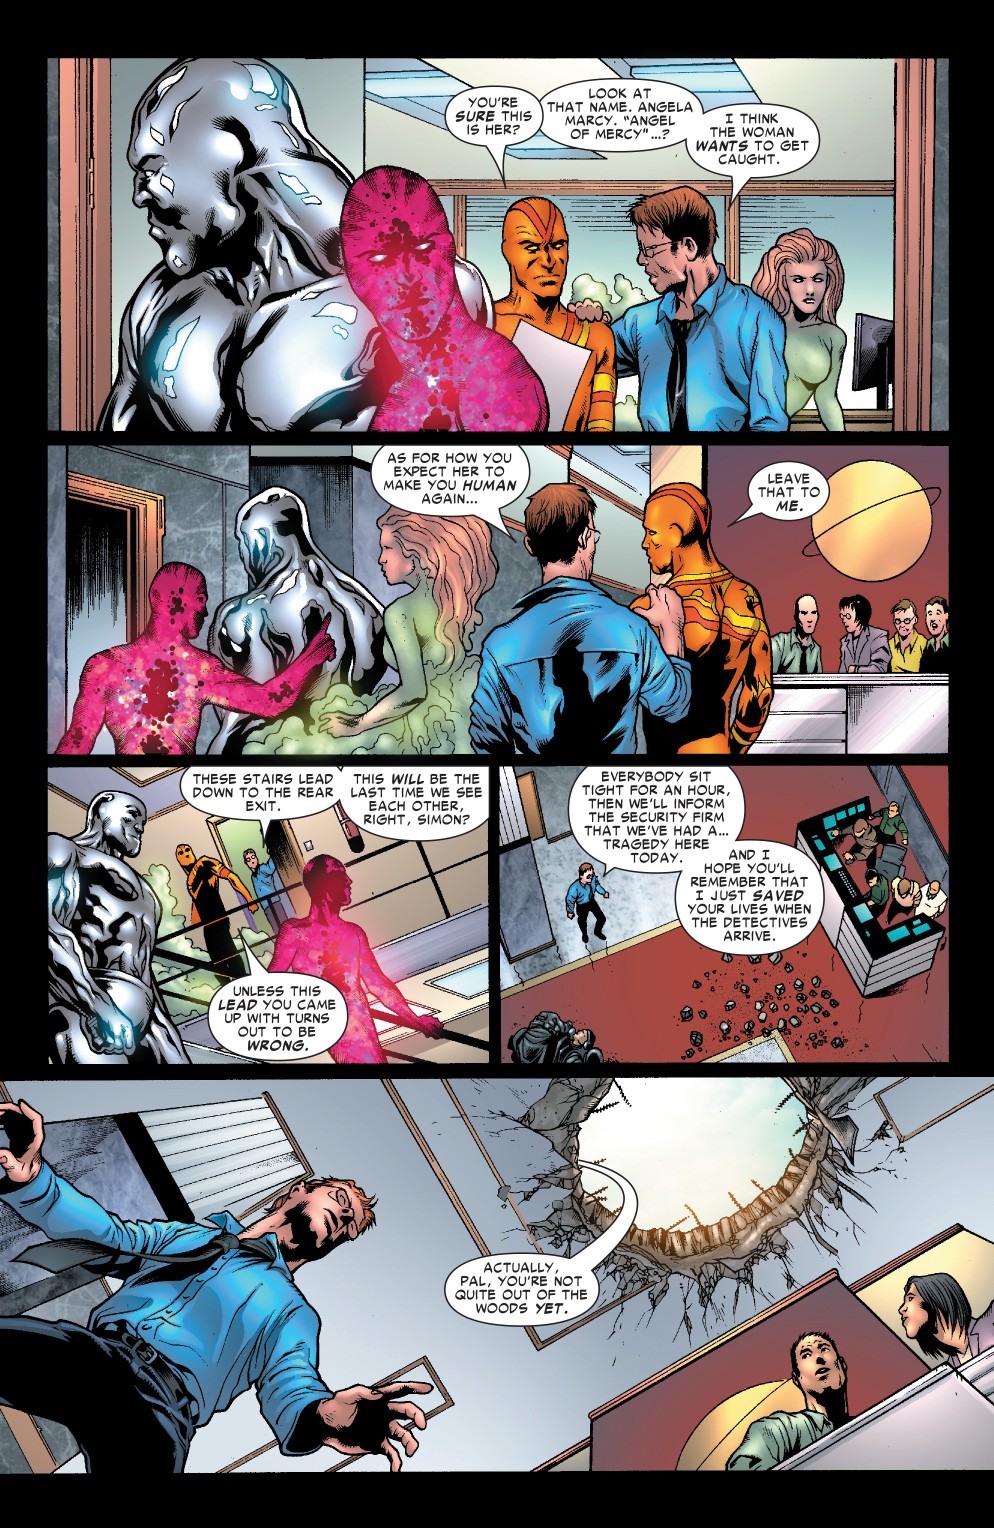 YOU'RE
SURE THIS
IS HER?
LOOK AT
THAT NAME. ANGELA
MARCY. "ANGEL
OF MERCY"...?
I THINK
THE WOMAN
WANTS TO GET
CAUGHT.
AS FOR HOW YOU
EXPECT HER TO
MAKE YOU HUMAN
AGAIN...
LEAVE
THAT TO
ME.
THESE STAIRS LEAD
DOWN TO THE REAR
EXIT.
THIS WILL BE THE
LAST TIME WE SEE
EACH OTHER,
RIGHT, SIMON?
UNLESS THIS
LEAD YOU CAME
UP WITH TURNS
OUT TO BE
WRONG.
EVERYBODY SIT
TIGHT FOR AN HOUR,
THEN WE'LL INFORM
THE SECURITY FIRM
THAT WE'VE HAD A...
TRAGEDY HERE
TODAY.
AND I
HOPE YOU'LL
REMEMBER THAT
I JUST SAVED
YOUR LIVES WHEN
THE DETECTIVES
ARRIVE.
ACTUALLY,
PAL, YOU'RE NOT
QUITE OUT OF THE
WOODS YET.